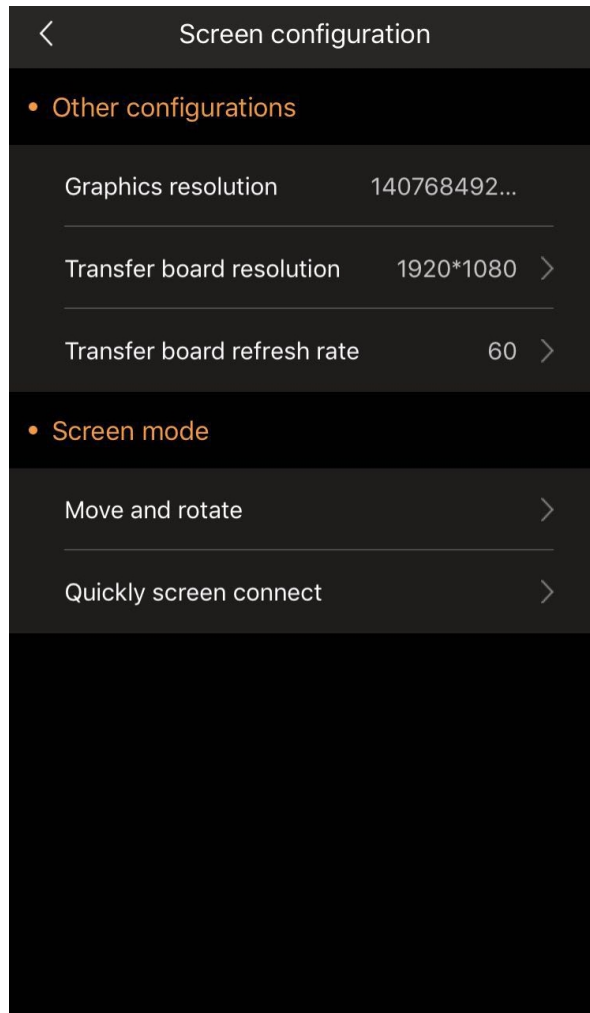 Screen configuration
• Other configurations
Graphics resolution 140768492...
Transfer board resolution 1920*1080
Transfer board refresh rate 60
• Screen mode
Move and rotate
Quickly screen connect